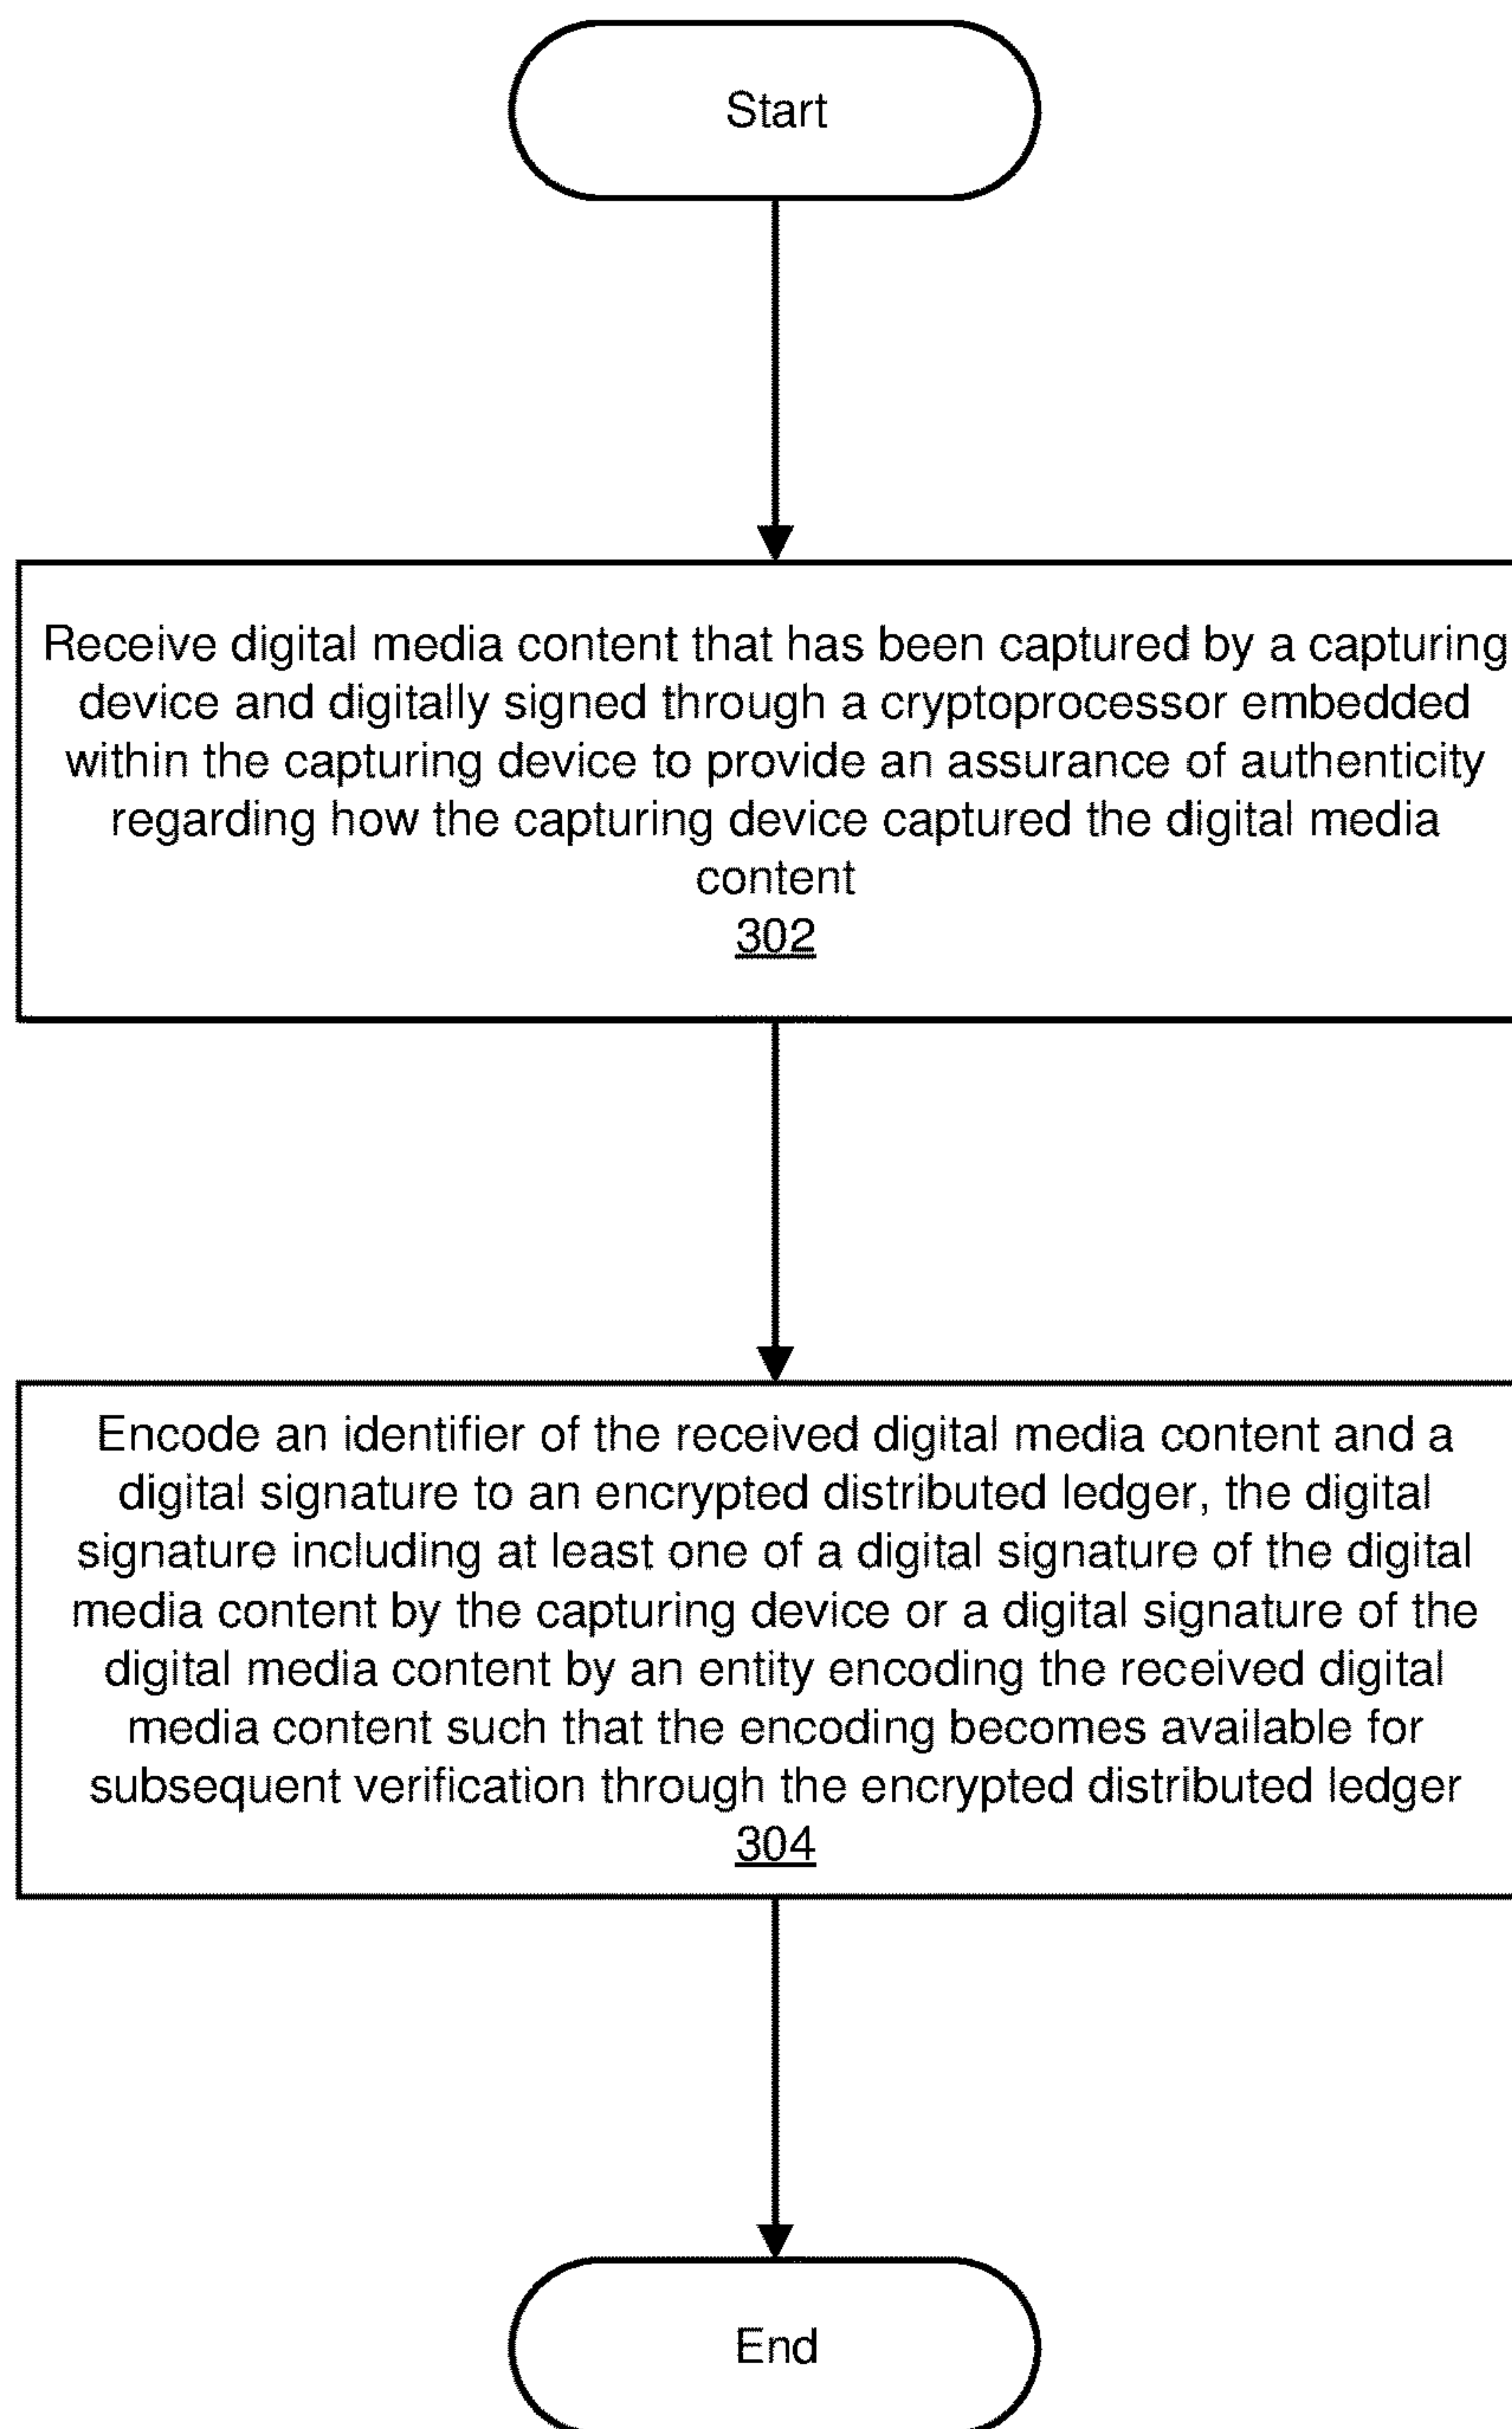 Start
Receive digital media content that has been captured by a capturing
device and digitally signed through a cryptoprocessor embedded
within the capturing device to provide an assurance of authenticity
regarding how the capturing device captured the digital media
content
302
Encode an identifier of the received digital media content and a
digital signature to an encrypted distributed ledger, the digital
signature including at least one of a digital signature of the digital
media content by the capturing device or a digital signature of the
digital media content by an entity encoding the received digital
media content such that the encoding becomes available for
subsequent verification through the encrypted distributed ledger
304
End